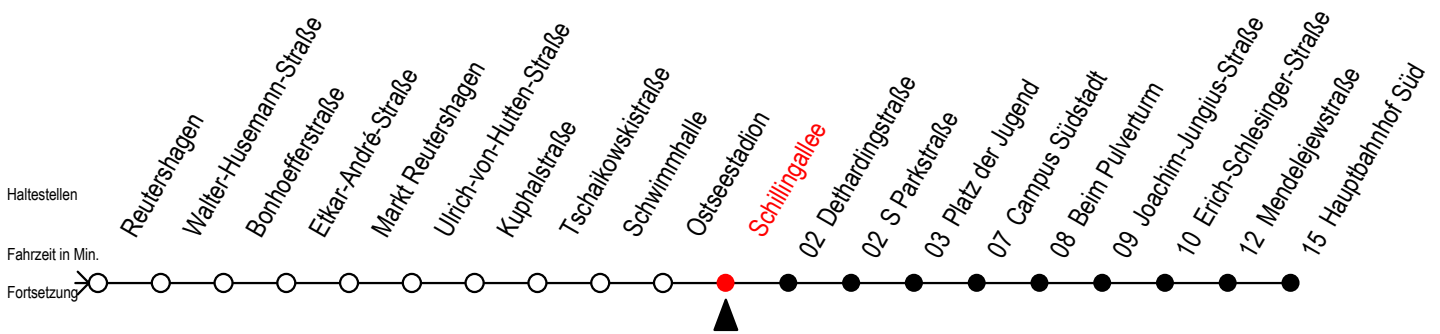 Haltestellen
Fahrzeit in Min.
Fortsetzung
Reutershagen
Walter-Husemann-Straße
Bonhoefferstraße
Etkar-André-Straße
Markt Reutershagen
Ulrich-von-Hutten-Straße
Kuphalstraße
Tschaikowskistraße
Schwimmhalle
Ostseestadion
Schillingallee
02 Dethardingstraße
02 S Parkstraße
03 Platz der Jugend
07 Campus Südstadt
08 Beim Pulverturm
09 Joachim-Jungius-Straße
10 Erich-Schlesinger-Straße
12 Mendelejewstraße
15 Hauptbahnhof Süd